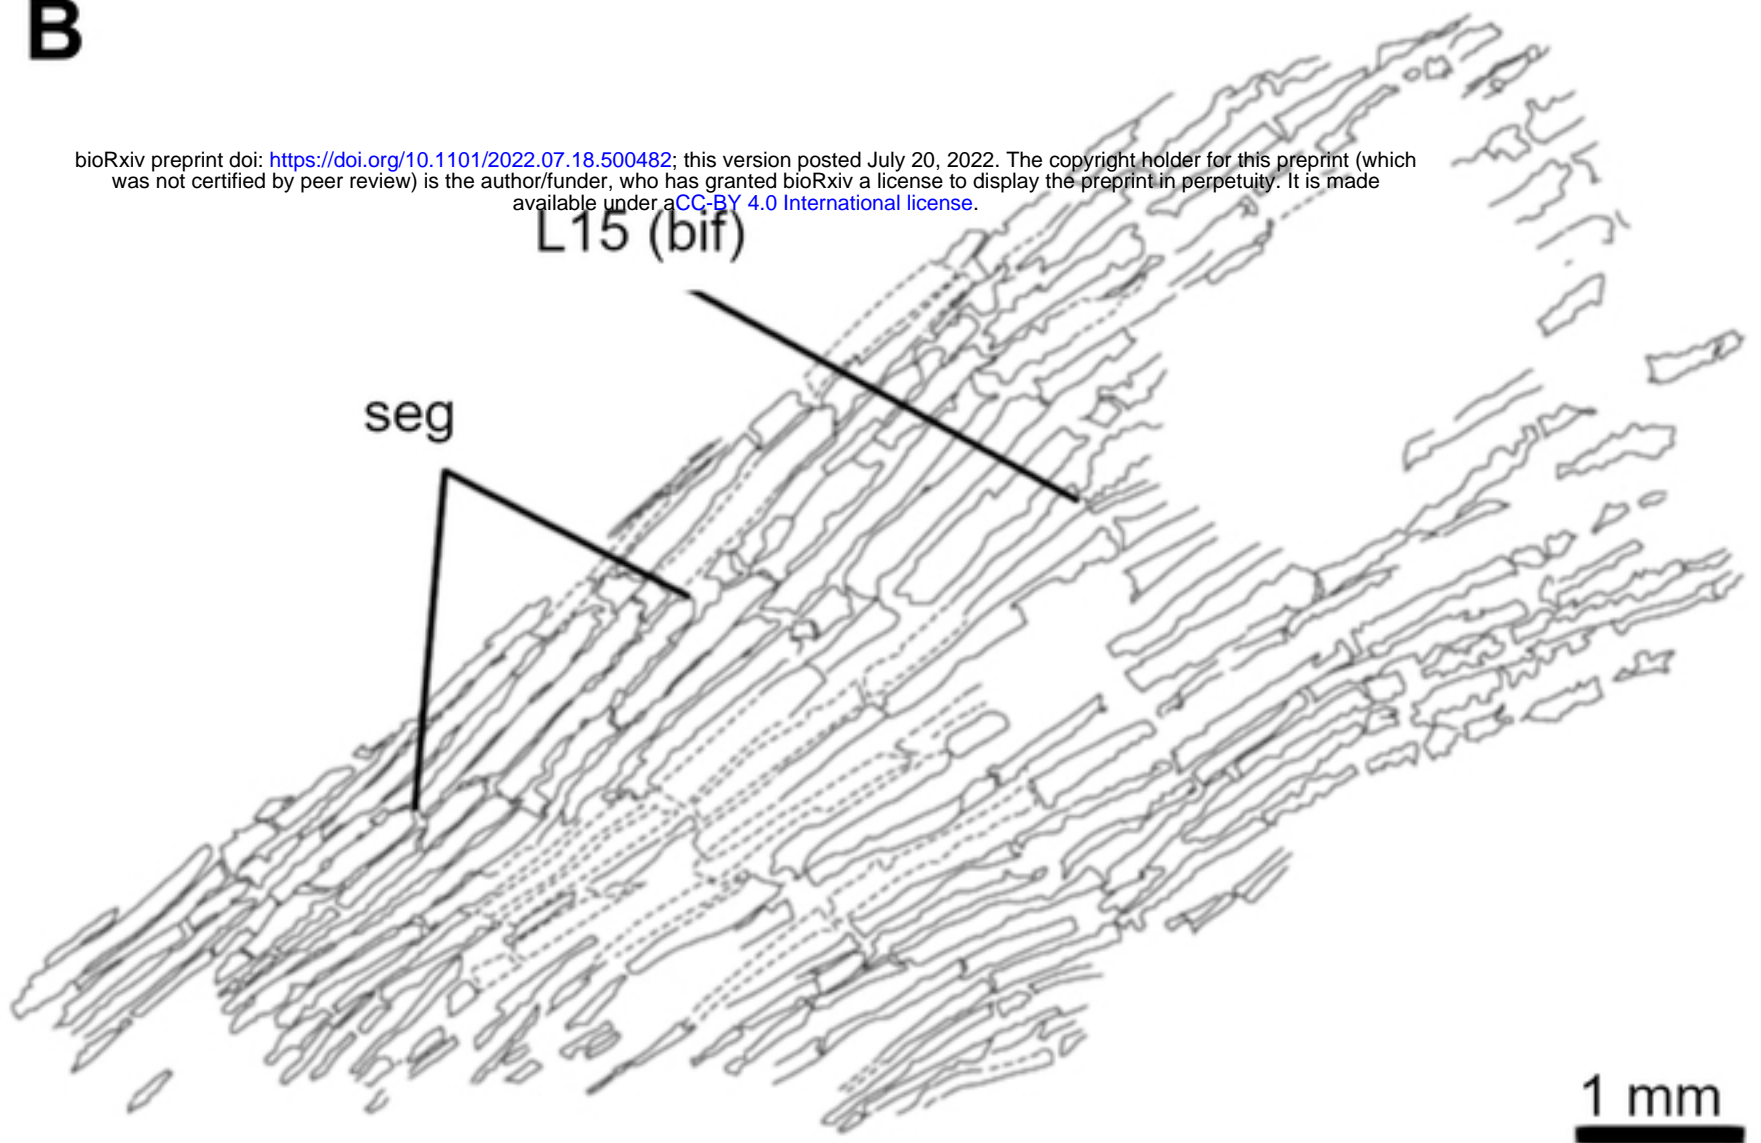 B
bioRxiv preprint doi: https://doi.org/10.1101/2022.07.18.500482; this version posted July 20, 2022. The copyright holder for this preprint (which
was not certified by peer review) is the author/funder, who has granted bioRxiv a license to display the preprint in perpetuity. It is made
available under aCC-BY 4.0 International license.
L15 (bif)
seg
1 mm